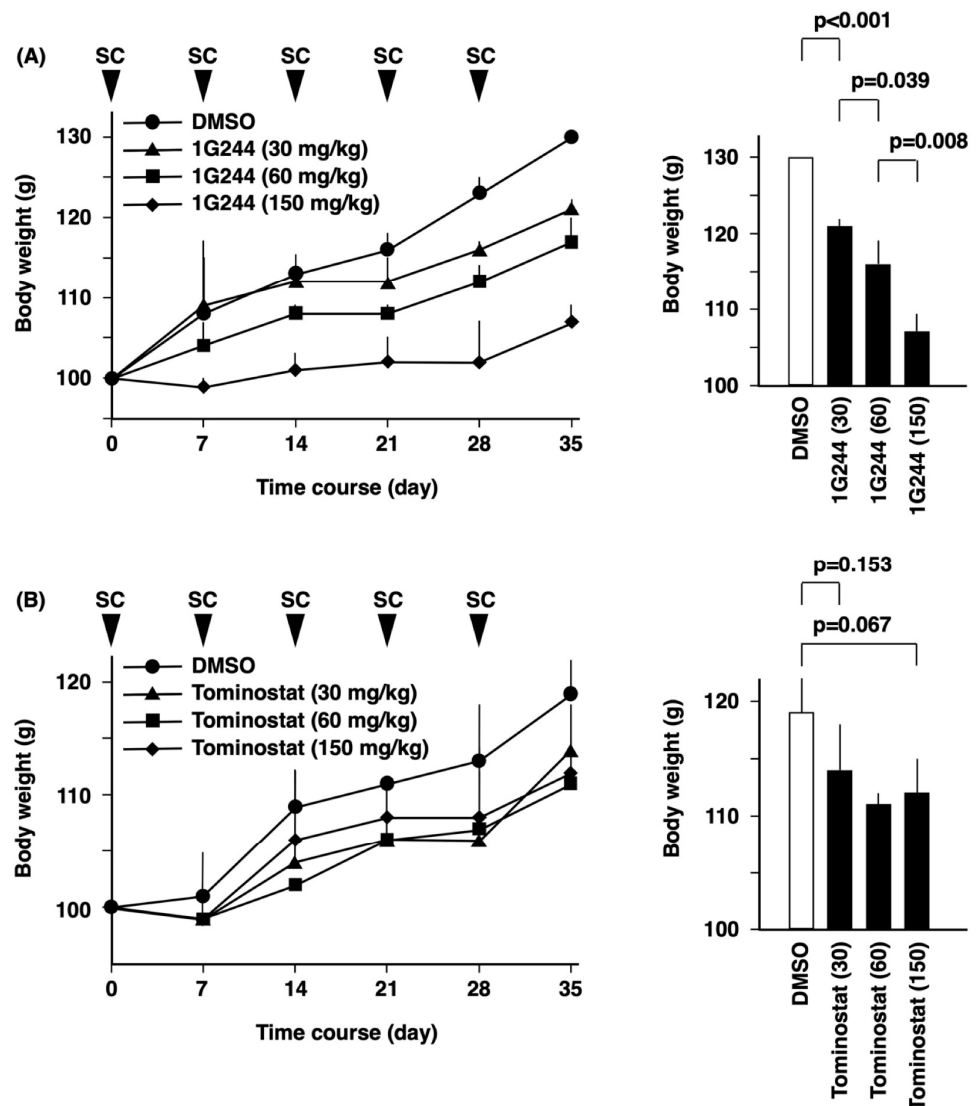 (A)
SC SC SC SC SC
DMSO
1G244 (30 mg/kg)
1G244 (60 mg/kg)
1G244 (150 mg/kg)
Body weight (g)
130
120
110
100
0 7 14 21 28 35
Time course (day)
p<0.001
p=0.039
p=0.008
Body weight (g)
130
120
110
100
DMSO
1G244 (30)
1G244 (60)
1G244 (150)
(B)
SC SC SC SC SC
DMSO
Tominostat (30 mg/kg)
Tominostat (60 mg/kg)
Tominostat (150 mg/kg)
Body weight (g)
120
110
100
0 7 14 21 28 35
Time course (day)
p=0.153
p=0.067
Body weight (g)
120
110
100
DMSO
Tominostat (30)
Tominostat (60)
Tominostat (150)